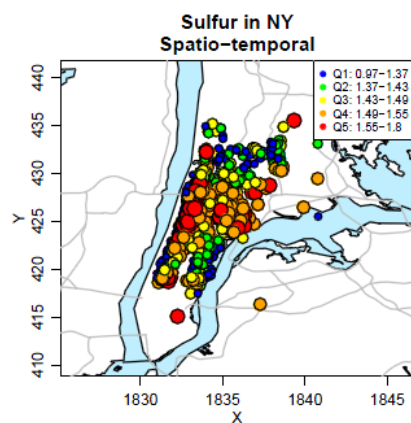 Sulfur in NY
Spatio-temporal
Q1: 0.97-1.37
Q2: 1.37-1.43
Q3: 1.43-1.49
Q4: 1.49-1.55
Q5: 1.55-1.8
Y
440
435
430
425
420
415
410
1830
1835
1840
1845
X